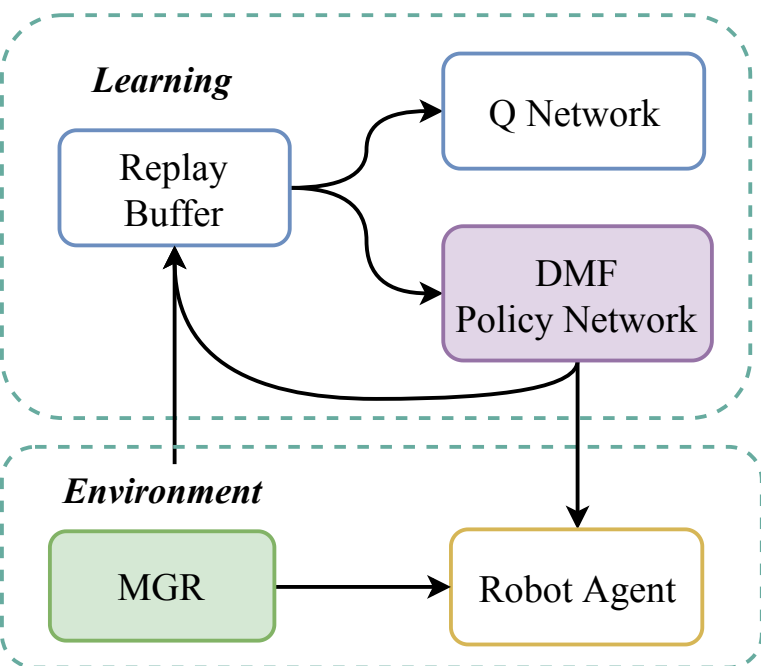 Learning
Q Network
Replay
Buffer
DMF
Policy Network
Environment
MGR
Robot Agent